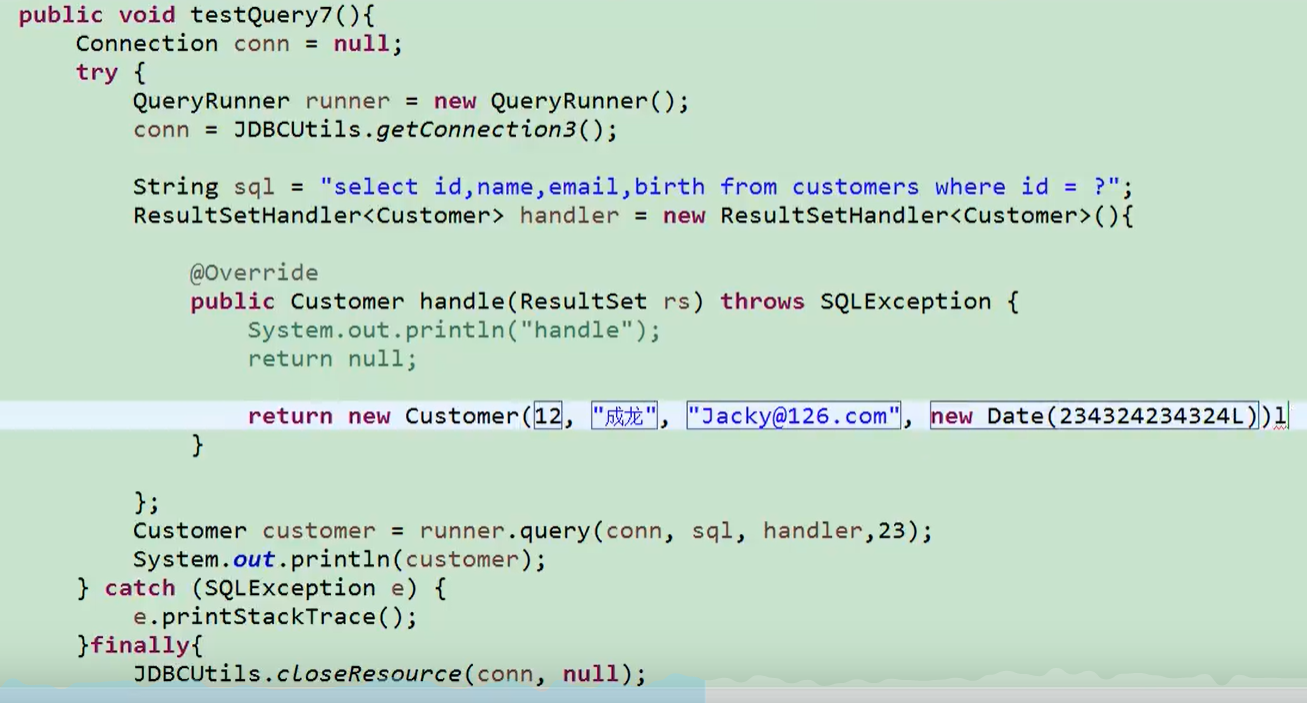 public void testQuery7(){
Connection conn = null;
try {
QueryRunner runner = new QueryRunner();
conn = JDBCUtils.getConnection3();
String sql = "select id,name,email,birth from customers where id = ?";
ResultSetHandler<Customer> handler = new ResultSetHandler<Customer>(){
@Override
public Customer handle(ResultSet rs) throws SQLException {
System.out.println("handle");
return null;
return new Customer(12, "成龙", "Jacky@126.com", new Date(234324234324L))l
}
};
Customer customer = runner.query(conn, sql, handler,23);
System.out.println(customer);
} catch (SQLException e) {
e.printStackTrace();
}finally{
JDBCUtils.closeResource(conn, null);